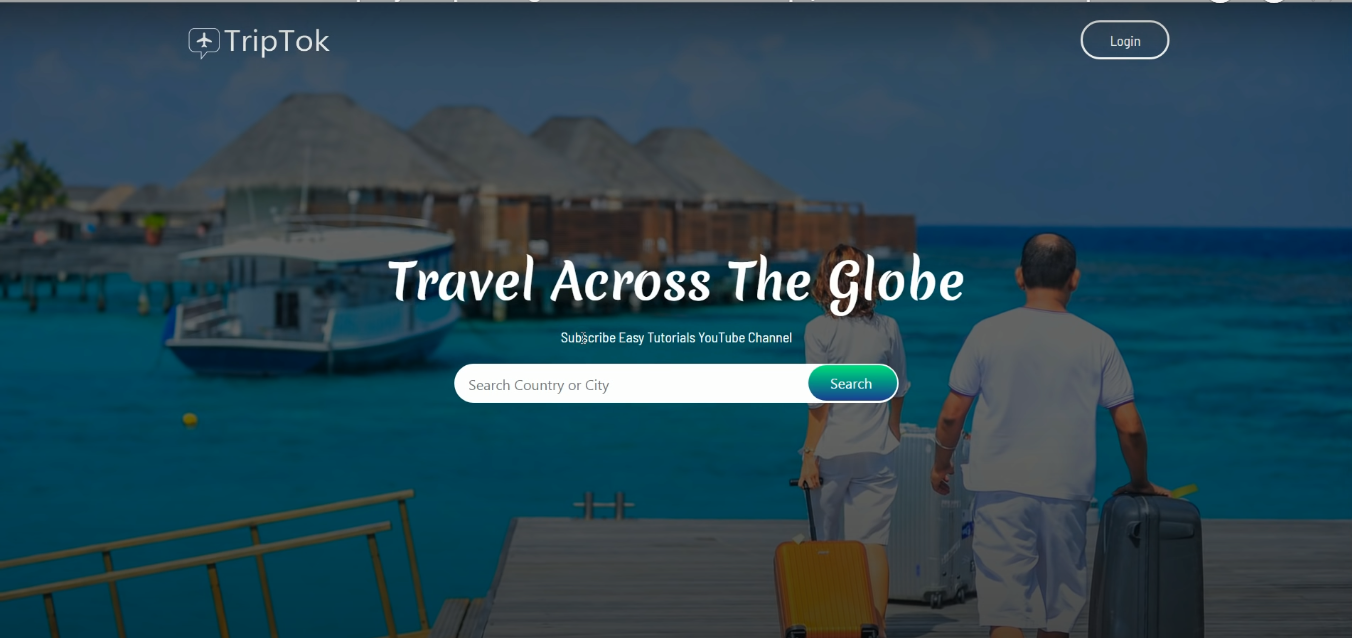 TripTok
Login
Travel Across The Globe
Subscribe Easy Tutorials YouTube Channel
Search Country or City
Search